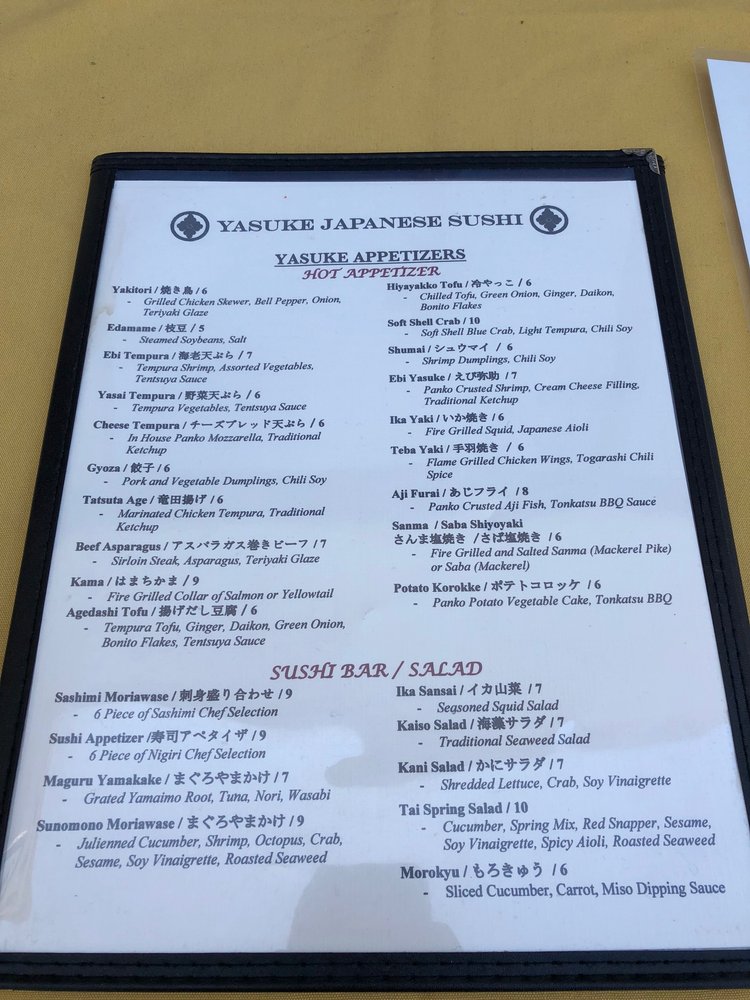 YASUKE JAPANESE SUSHI
YASUKE APPETIZERS
HOT APPETIZER
Yakitori / 焼き鳥 / 6
- Grilled Chicken Skewer, Bell Pepper, Onion,
Teriyaki Glaze
Edamame / 枝豆 / 5
- Steamed Soybeans, Salt
Ebi Tempura / 海老天ぷら / 7
- Tempura Shrimp, Assorted Vegetables,
Tentsuya Sauce
Yasai Tempura / 野菜天ぷら / 6
- Tempura Vegetables, Tentsuya Sauce
Cheese Tempura / チーズブレッド天ぷら / 6
- In House Panko Mozzarella, Traditional
Ketchup
Gyoza / 餃子 / 6
- Pork and Vegetable Dumplings, Chili Soy
Tatsuta Age / 竜田揚げ / 6
- Marinated Chicken Tempura, Traditional
Ketchup
Beef Asparagus / アスパラガス巻きビーフ / 7
- Sirloin Steak, Asparagus, Teriyaki Glaze
Kama / はまちかま / 9
- Fire Grilled Collar of Salmon or Yellowtail
Agedashi Tofu / 揚げだし豆腐 / 6
- Tempura Tofu, Ginger, Daikon, Green Onion,
Bonito Flakes, Tentsuya Sauce
Hiyayakko Tofu / 冷やっこ / 6
- Chilled Tofu, Green Onion, Ginger, Daikon,
Bonito Flakes
Soft Shell Crab / 10
- Soft Shell Blue Crab, Light Tempura, Chili Soy
Shumai / シュウマイ / 6
- Shrimp Dumplings, Chili Soy
Ebi Yasuke / えび弥助 / 7
- Panko Crusted Shrimp, Cream Cheese Filling,
Traditional Ketchup
Ika Yaki / いか焼き / 6
- Fire Grilled Squid, Japanese Aioli
Teba Yaki / 手羽焼き / 6
- Flame Grilled Chicken Wings, Togarashi Chili
Spice
Aji Furai / あじフライ / 8
- Panko Crusted Aji Fish, Tonkatsu BBQ Sauce
Sanma / Saba Shiyoyaki
さんま塩焼き /さば塩焼き / 6
- Fire Grilled and Salted Sanma (Mackerel Pike)
or Saba (Mackerel)
Potato Korokke / ポテトコロッケ / 6
- Panko Potato Vegetable Cake, Tonkatsu BBQ
SUSHI BAR / SALAD
Sashimi Moriawase / 刺身盛り合わせ / 9
- 6 Piece of Sashimi Chef Selection
Sushi Appetizer /寿司アペタイザ / 9
- 6 Piece of Nigiri Chef Selection
Maguru Yamakake / まぐろやまかけ / 7
- Grated Yamaimo Root, Tuna, Nori, Wasabi
Sunomono Moriawase / まぐろやまかけ / 9
- Julienned Cucumber, Shrimp, Octopus, Crab,
Sesame, Soy Vinaigrette, Roasted Seaweed
Ika Sansai / イカ山菜 / 7
- Seasoned Squid Salad
Kaiso Salad / 海藻サラダ / 7
- Traditional Seaweed Salad
Kani Salad / かにサラダ / 7
- Shredded Lettuce, Crab, Soy Vinaigrette
Tai Spring Salad / 10
- Cucumber, Spring Mix, Red Snapper, Sesame,
Soy Vinaigrette, Spicy Aioli, Roasted Seaweed
Morokyu / もろきゅう / 6
- Sliced Cucumber, Carrot, Miso Dipping Sauce